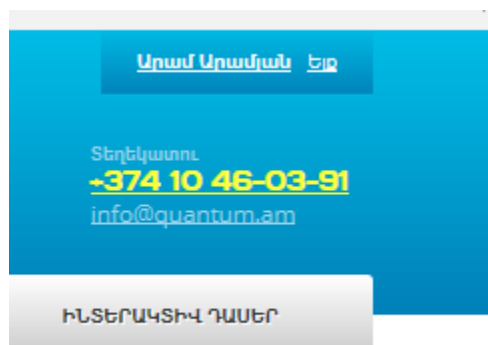 Արամ Արամյան Ելք
Տեղեկատու
+374 10 46-03-91
info@quantum.am
ԻՆՏԵՐԱԿՏԻՎ ԴԱՍԵՐ